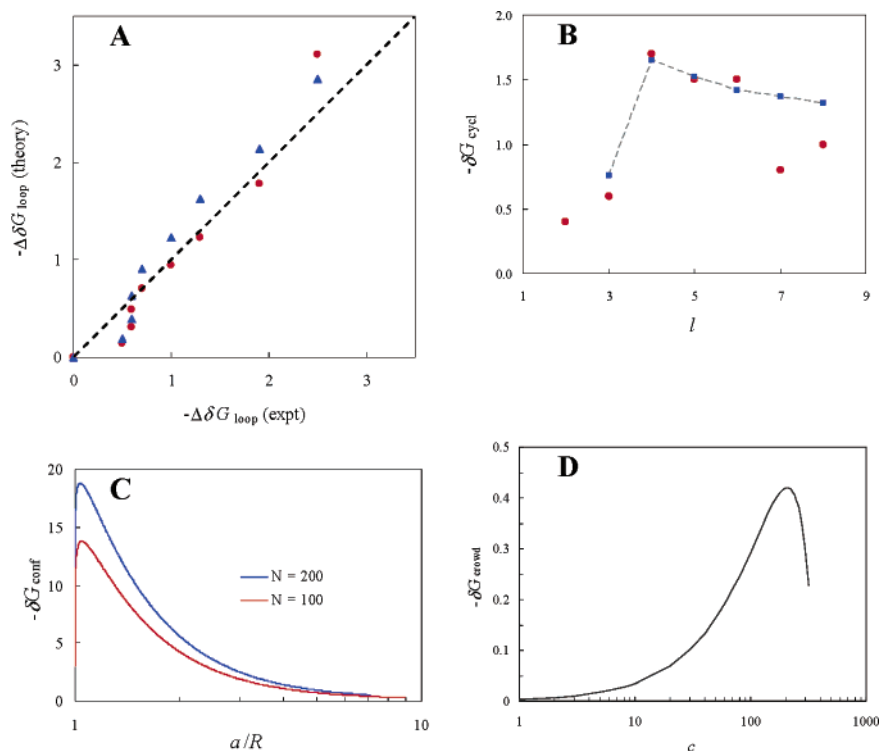 A
3
2
1
0
-ΔδG loop (theory)
0 1 2 3
-ΔδG loop (expt)
B
2.0
1.5
1.0
0.5
0.0
-δG cycl
1 3 5 7 9
l
C
20
15
10
5
0
-δG conf
N = 200
N = 100
1 10
a/R
D
0.5
0.4
0.3
0.2
0.1
0
-δG crowd
1 10 100 1000
c